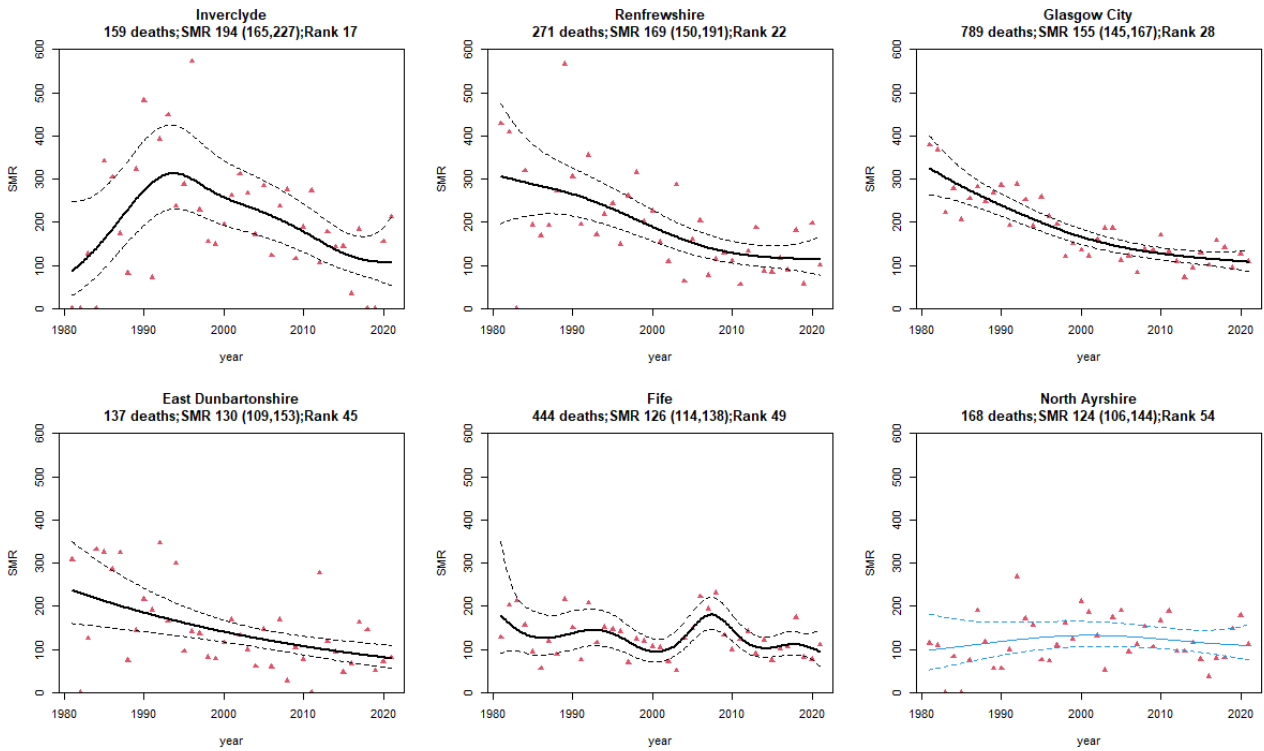 Inverclyde
159 deaths;SMR 194 (165,227);Rank 17
SMR
600
500
400
300
200
100
0
1980 1990 2000 2010 2020
year
Renfrewshire
271 deaths;SMR 169 (150,191);Rank 22
SMR
600
500
400
300
200
100
0
1980 1990 2000 2010 2020
year
Glasgow City
789 deaths;SMR 155 (145,167);Rank 28
SMR
600
500
400
300
200
100
0
1980 1990 2000 2010 2020
year
East Dunbartonshire
137 deaths;SMR 130 (109,153);Rank 45
SMR
600
500
400
300
200
100
0
1980 1990 2000 2010 2020
year
Fife
444 deaths;SMR 126 (114,138);Rank 49
SMR
600
500
400
300
200
100
0
1980 1990 2000 2010 2020
year
North Ayrshire
168 deaths;SMR 124 (106,144);Rank 54
SMR
600
500
400
300
200
100
0
1980 1990 2000 2010 2020
year